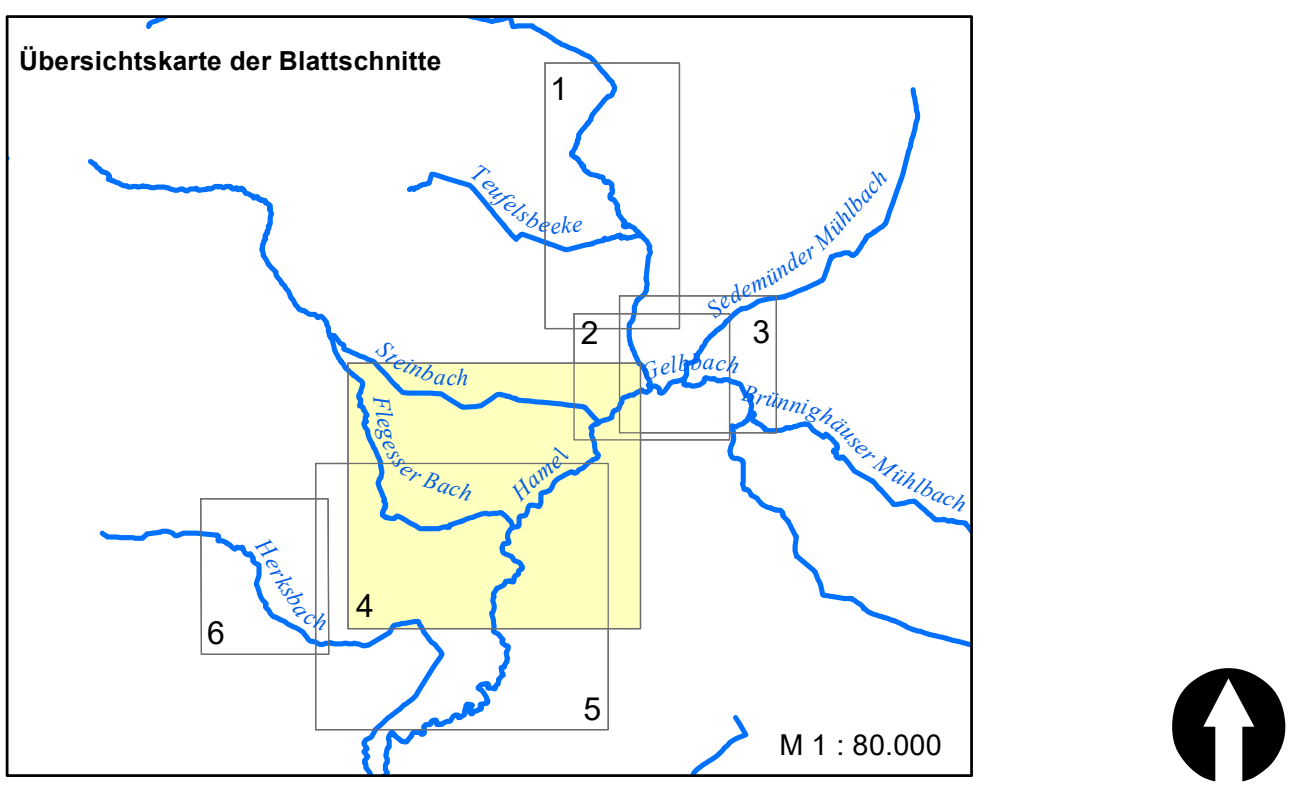 Übersichtskarte der Blattschnitte
1
Teufelsbeeke
Sedemünder Mühlbach
2
3
Steinbach
Gelbbach
Brünnighäuser Mühlbach
Flegesser Bach
Hamel
Herksbach
4
6
5
M 1 : 80.000